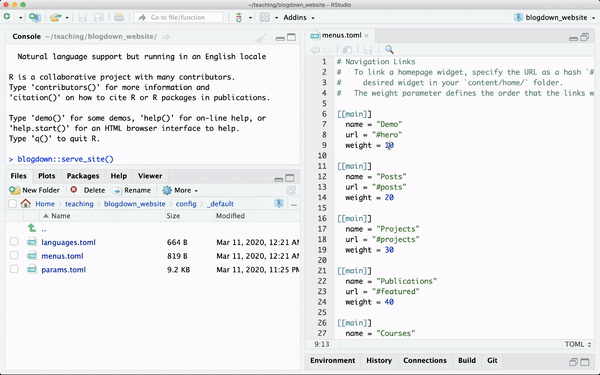 ~/teaching/blogdown_website - RStudio
Go to file/function
Addins
blogdown_website
Console ~/teaching/blogdown_website/
Natural language support but running in an English locale
R is a collaborative project with many contributors.
Type 'contributors()' for more information and
'citation()' on how to cite R or R packages in publications.
Type 'demo()' for some demos, 'help()' for on-line help, or
'help.start()' for an HTML browser interface to help.
Type 'q()' to quit R.
> blogdown::serve_site()
Files Plots Packages Help Viewer
New Folder Delete Rename More
Home teaching blogdown_website config _default ...
Name Size Modified
..
languages.toml 664 B Mar 11, 2020, 12:21 AM
menus.toml 819 B Mar 11, 2020, 12:21 AM
params.toml 9.2 KB Mar 11, 2020, 11:25 PM
menus.toml
1 # Navigation Links
2 # To link a homepage widget, specify the URL as a hash `#
3 # desired widget in your `content/home/` folder.
4 # The weight parameter defines the order that the links w
5
6 [[main]]
7 name = "Demo"
8 url = "#hero"
9 weight = 10
10
11 [[main]]
12 name = "Posts"
13 url = "#posts"
14 weight = 20
15
16 [[main]]
17 name = "Projects"
18 url = "#projects"
19 weight = 30
20
21 [[main]]
22 name = "Publications"
23 url = "#featured"
24 weight = 40
25
26 [[main]]
27 name = "Courses"
9:13 TOML
Environment History Connections Build Git